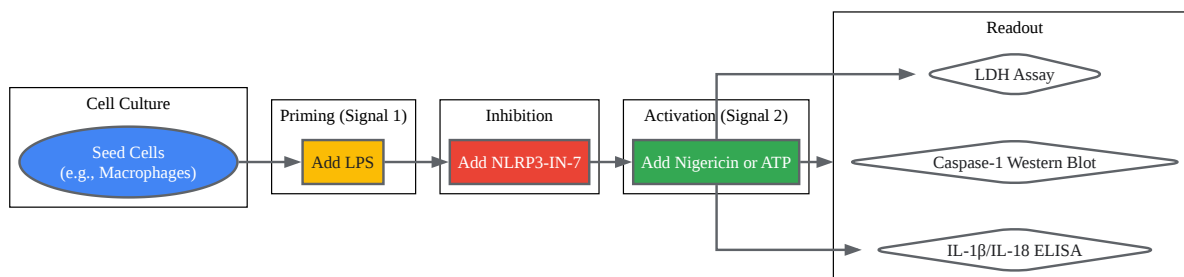 Cell Culture
Seed Cells
(e.g., Macrophages)
Priming (Signal 1)
Add LPS
Inhibition
Add NLRP3-IN-7
Activation (Signal 2)
Add Nigericin or ATP
Readout
LDH Assay
Caspase-1 Western Blot
IL-1β/IL-18 ELISA